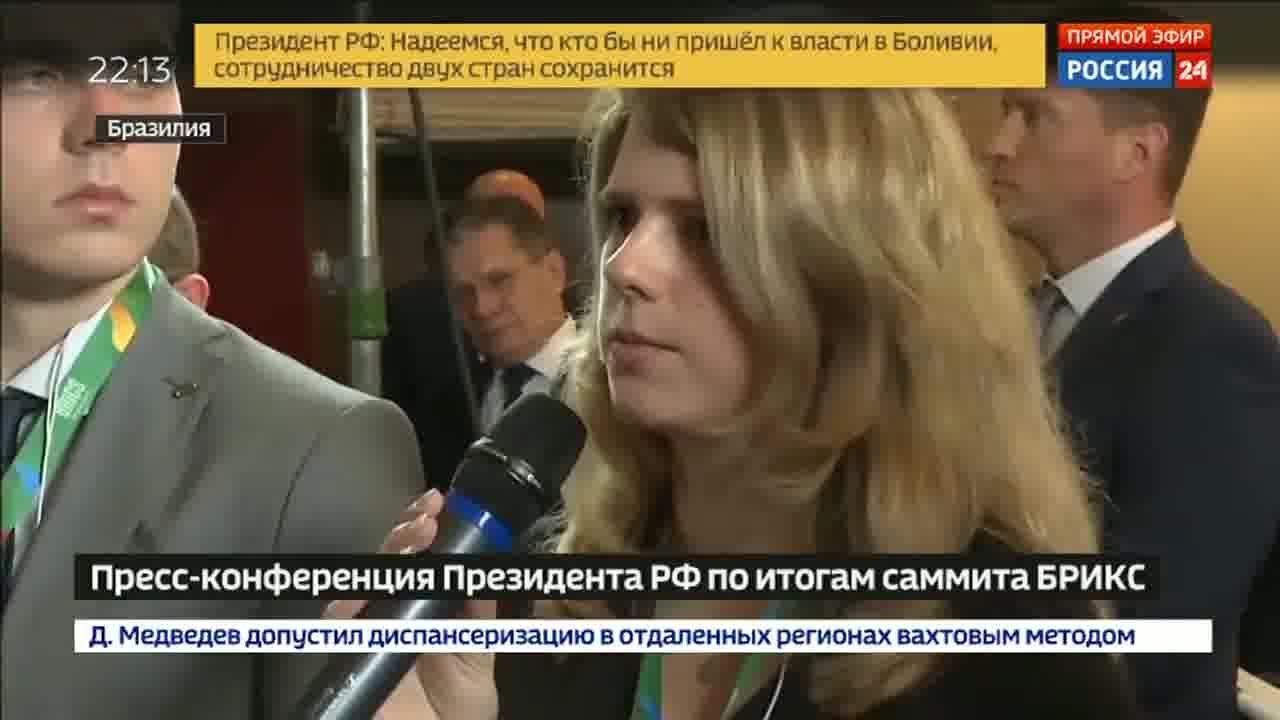 22:13
Президент РФ: Надеемся, что кто бы ни пришёл к власти в Боливии,
сотрудничество двух стран сохранится
ПРЯМОЙ ЭФИР
РОССИЯ 24
Бразилия
Пресс-конференция Президента РФ по итогам саммита БРИКС
Д. Медведев допустил диспансеризацию в отдаленных регионах вахтовым методом